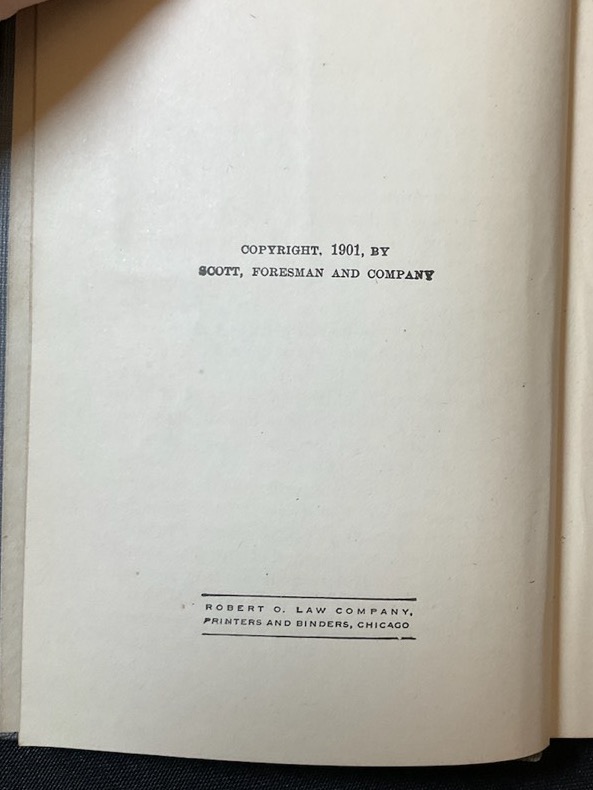 COPYRIGHT, 1901, BY
SCOTT, FORESMAN AND COMPANY
ROBERT O. LAW COMPANY,
PRINTERS AND BINDERS, CHICAGO